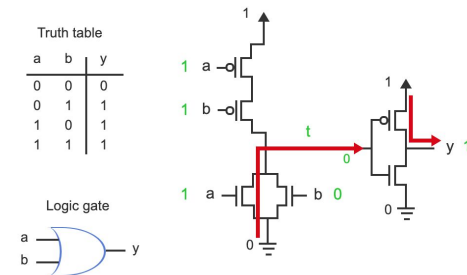 Truth table
a b y
0 0 0
0 1 1
1 0 1
1 1 1
Logic gate
a
b
y
1
1 a
1 b
t
0
1 a
b 0
0
1
y 1
0